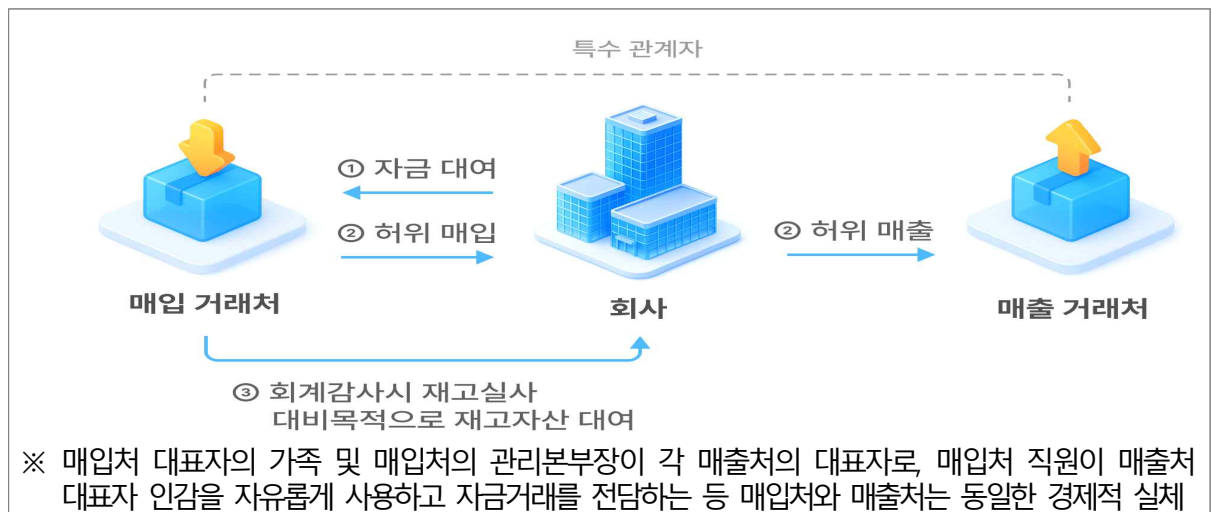 특수 관계자
① 자금 대여
② 허위 매입
② 허위 매출
매입 거래처
회사
매출 거래처
③ 회계감사시 재고실사
대비목적으로 재고자산 대여
※ 매입처 대표자의 가족 및 매입처의 관리본부장이 각 매출처의 대표자로, 매입처 직원이 매출처
대표자 인감을 자유롭게 사용하고 자금거래를 전담하는 등 매입처와 매출처는 동일한 경제적 실체